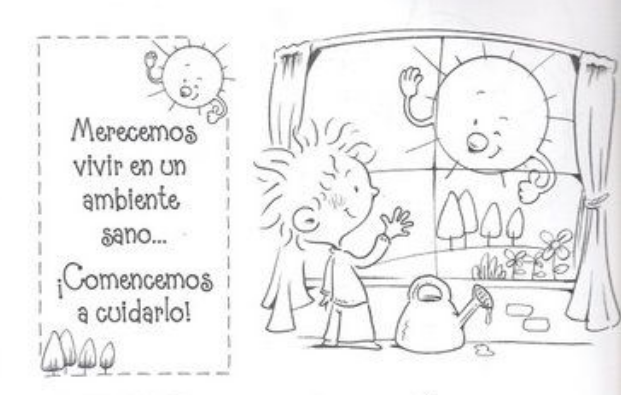 Merecemos
vivir en un
ambiente
sano...
¡Comencemos
a cuidarlo!